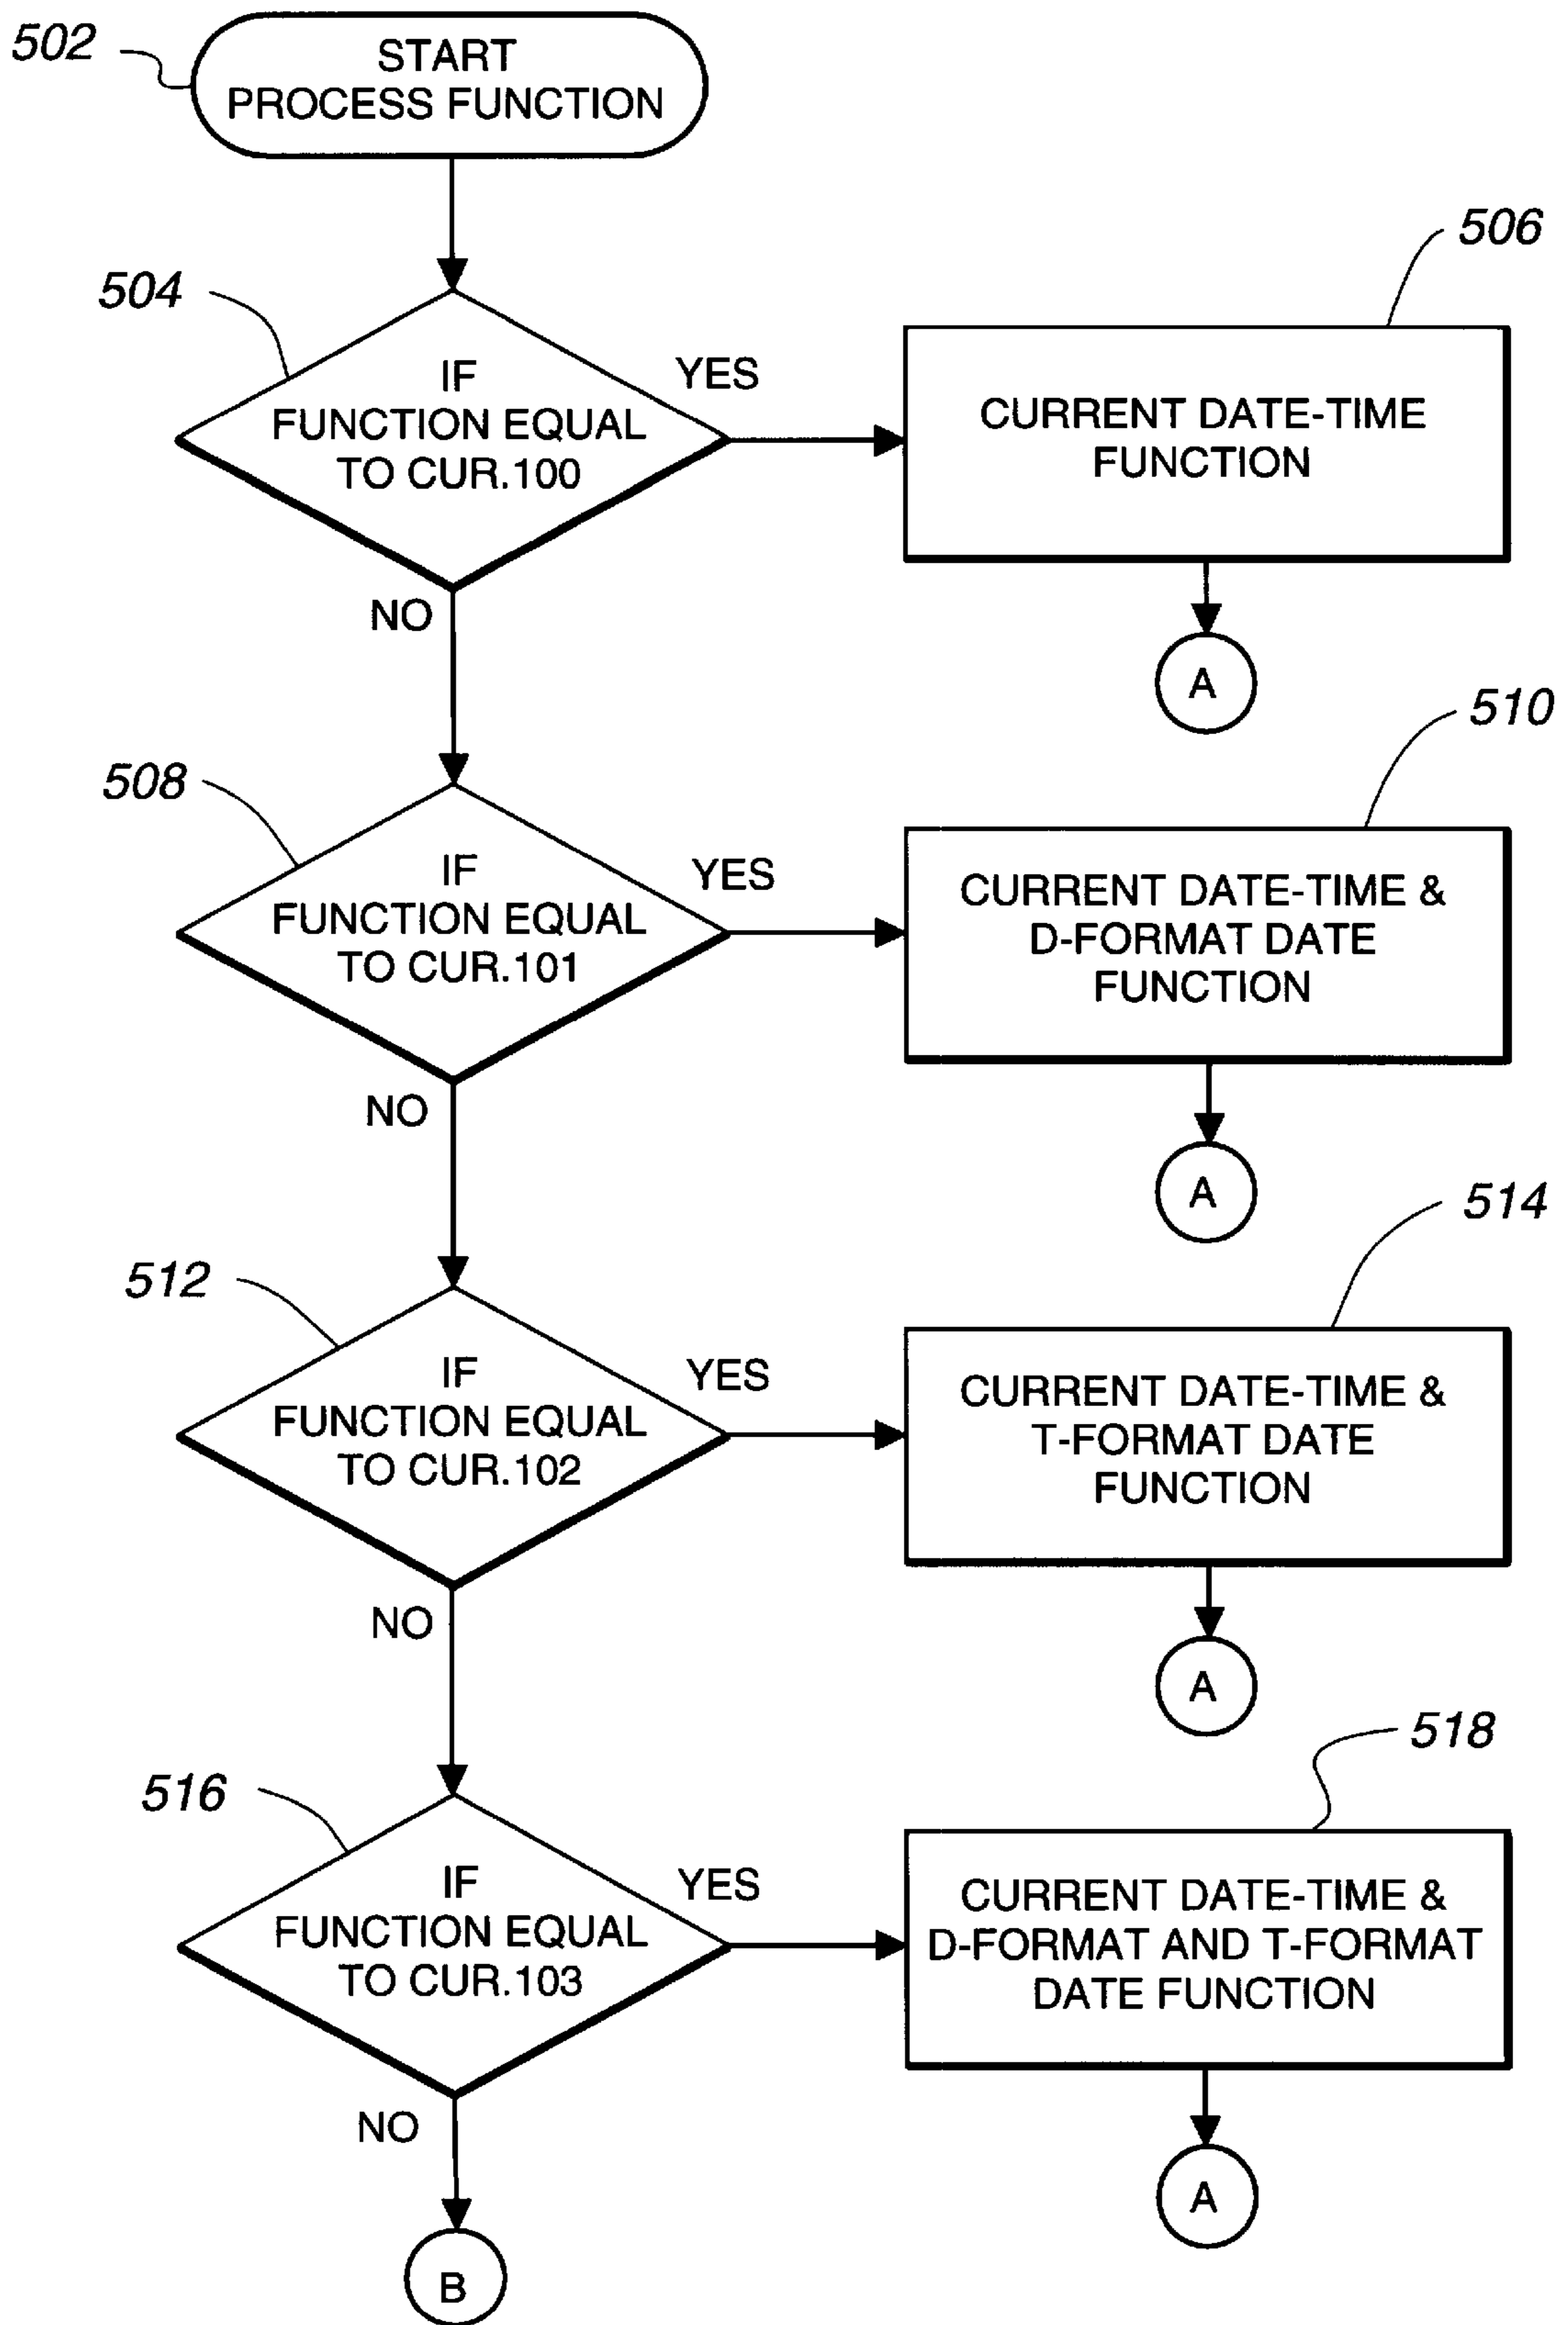 502
START
PROCESS FUNCTION
504
IF
FUNCTION EQUAL
TO CUR.100
YES
NO
506
CURRENT DATE-TIME
FUNCTION
A
508
IF
FUNCTION EQUAL
TO CUR.101
YES
NO
510
CURRENT DATE-TIME &
D-FORMAT DATE
FUNCTION
A
512
IF
FUNCTION EQUAL
TO CUR.102
YES
NO
514
CURRENT DATE-TIME &
T-FORMAT DATE
FUNCTION
A
516
IF
FUNCTION EQUAL
TO CUR.103
YES
NO
518
CURRENT DATE-TIME &
D-FORMAT AND T-FORMAT
DATE FUNCTION
A
B